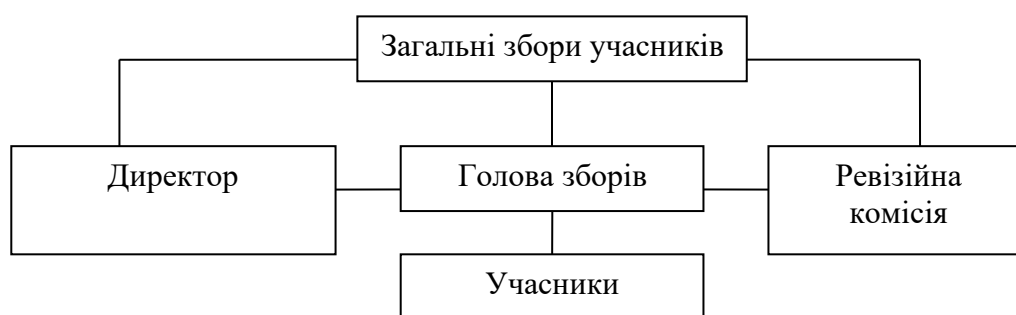 Загальні збори учасників
Директор
Голова зборів
Ревізійна
комісія
Учасники